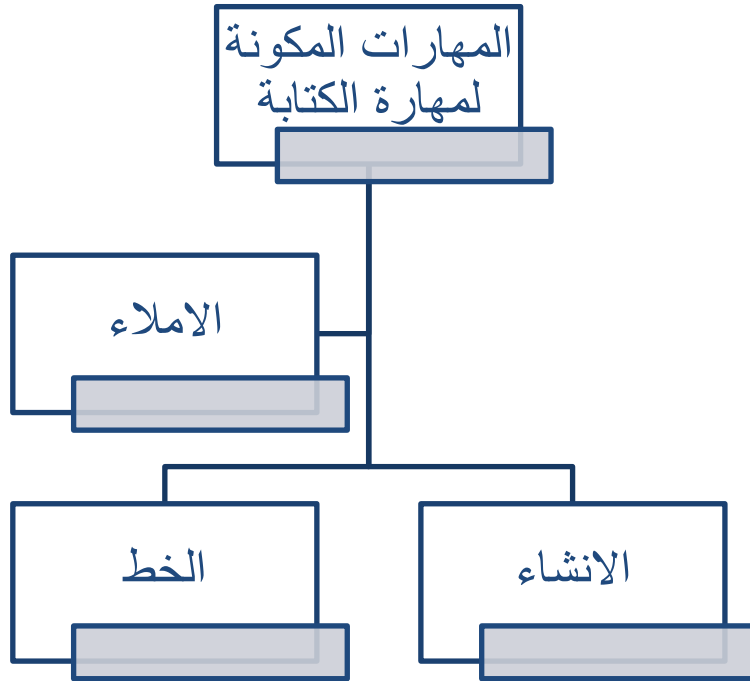 المهارات المكونة
لمهارة الكتابة
الاملاء
الانشاء
الخط